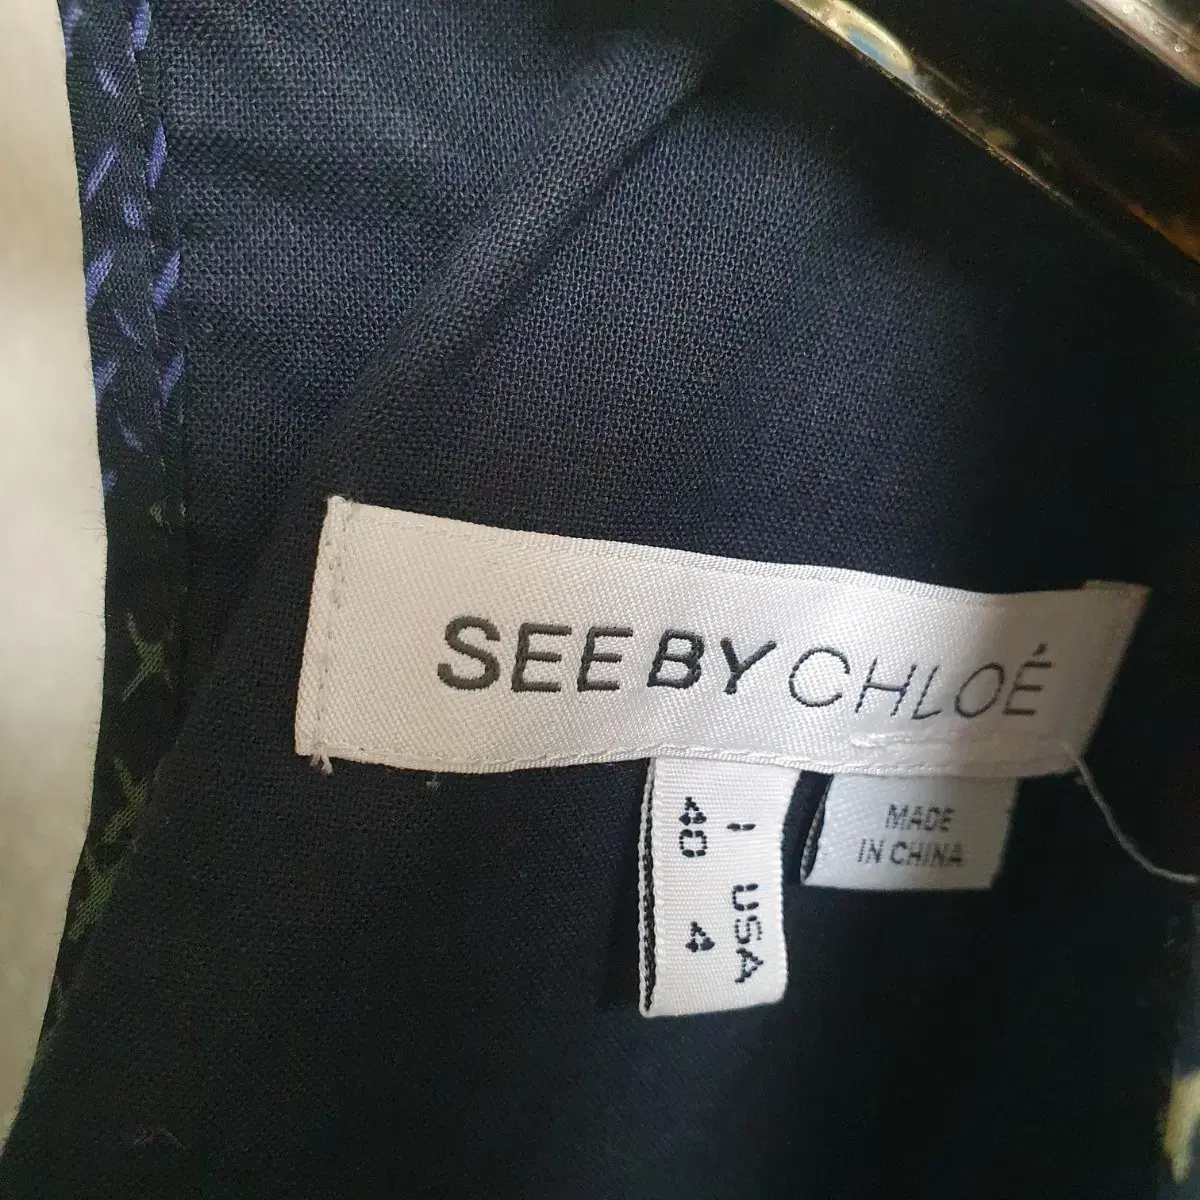 SEE BY CHLOÉ
I USA
40 4
MADE
IN CHINA